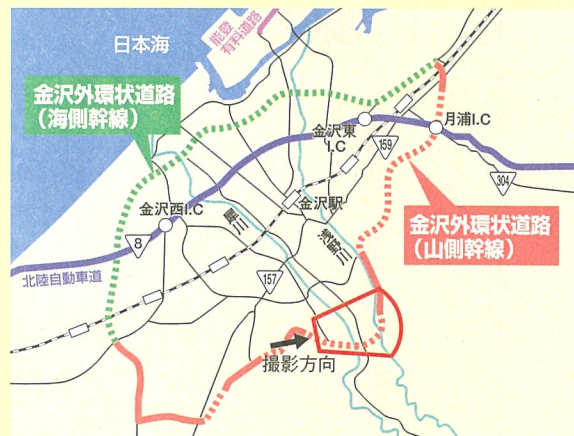 日本海
能登
有料道路
金沢外環状道路
(海側幹線)
金沢東
I.C
月浦I.C
159
304
金沢西I.C
金沢駅
犀川
浅野川
金沢外環状道路
(山側幹線)
8
北陸自動車道
157
撮影方向